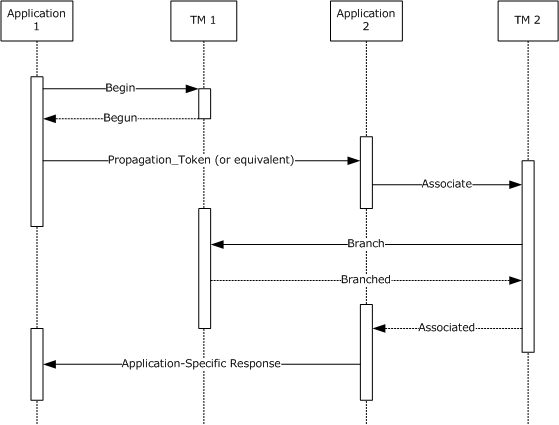 Application
1
TM 1
Application
2
TM 2
Begin
Begun
Propagation_Token (or equivalent)
Associate
Branch
Branched
Associated
Application-Specific Response